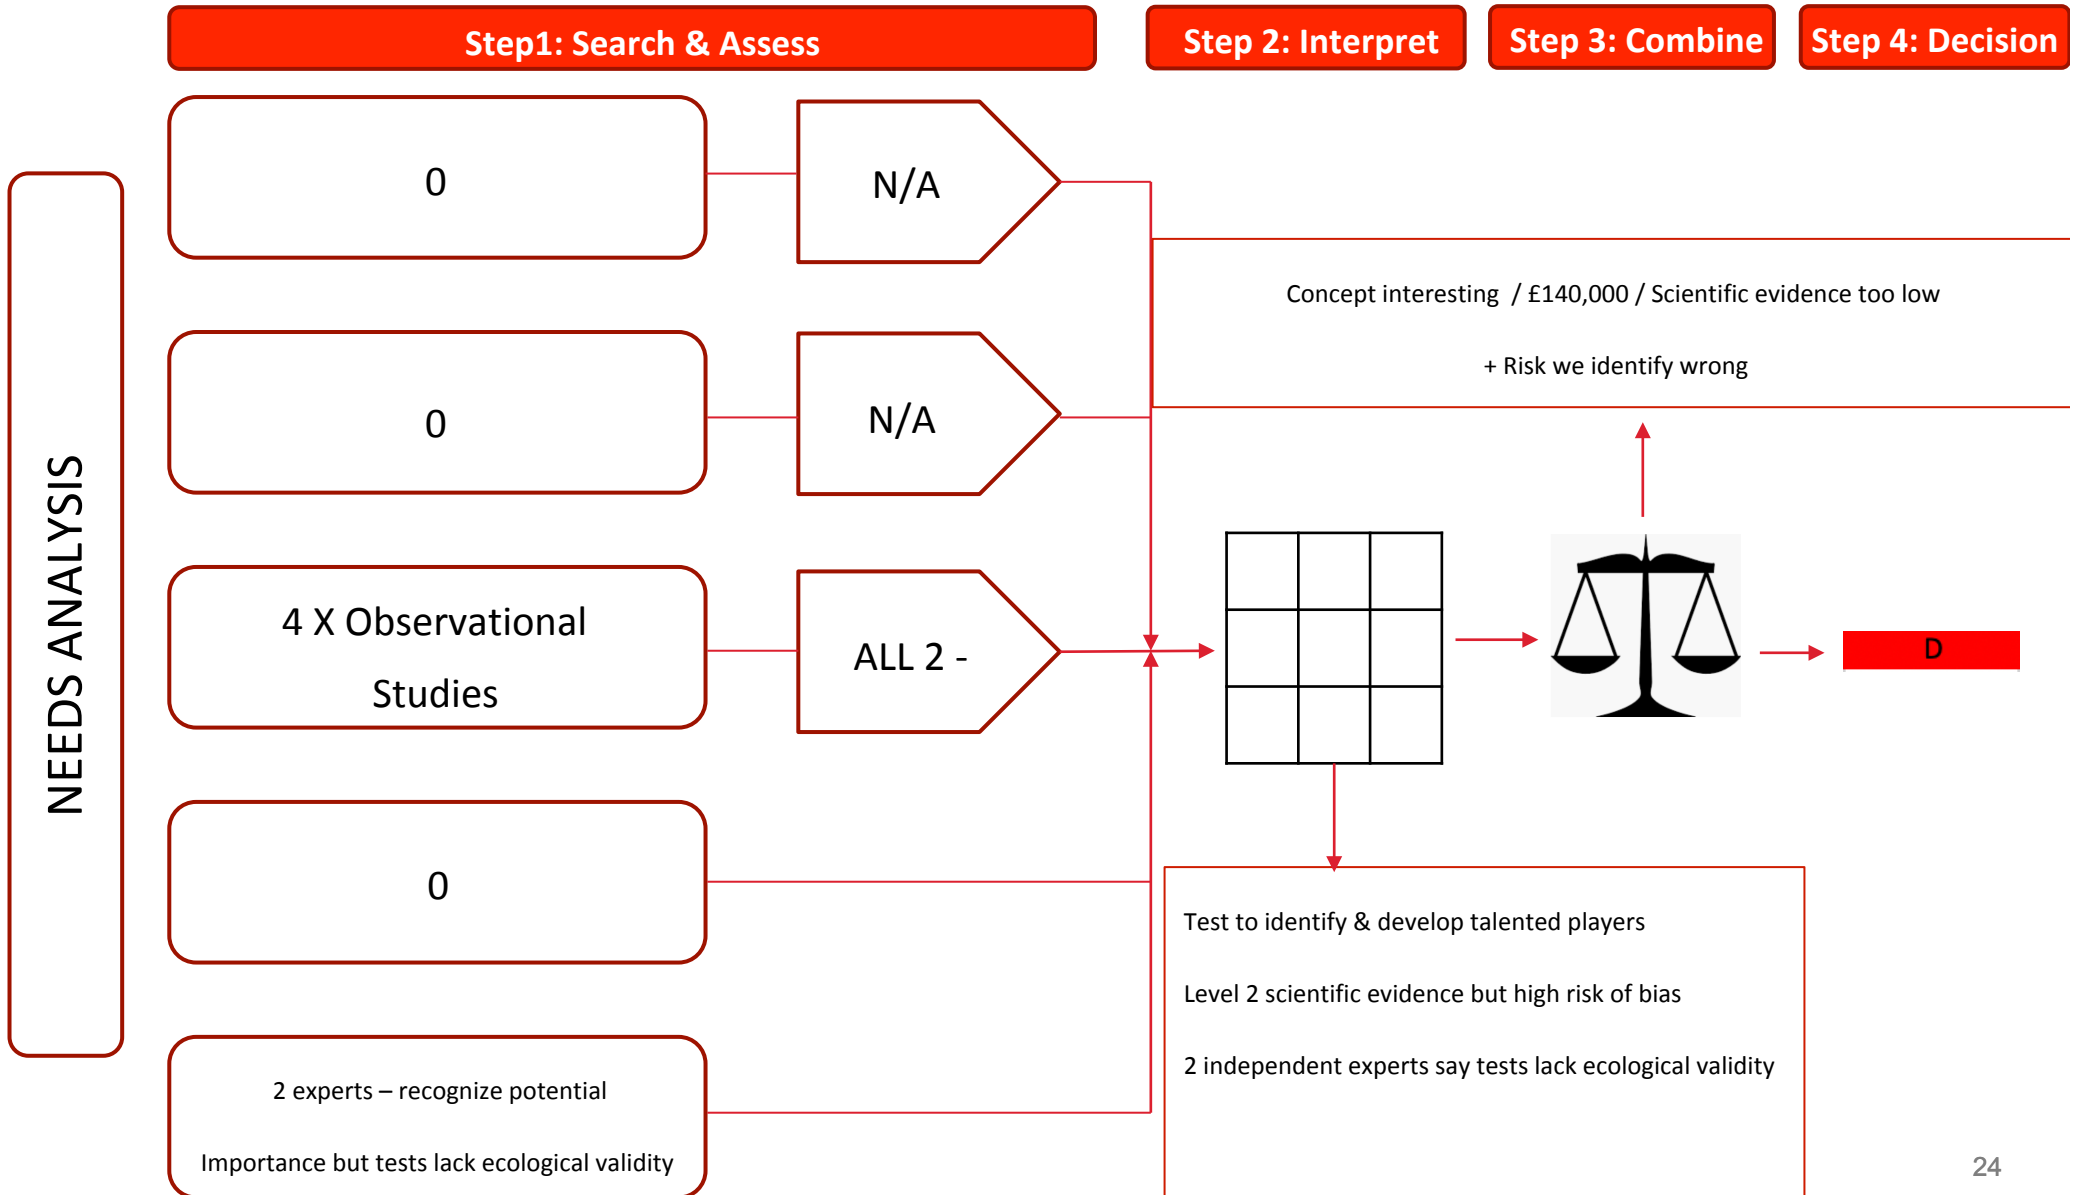 Step1: Search & Assess
Step 2: Interpret
Step 3: Combine
Step 4: Decision
NEEDS ANALYSIS
0
N/A
0
N/A
4 X Observational
Studies
ALL 2 -
0
2 experts – recognize potential
Importance but tests lack ecological validity
Concept interesting / £140,000 / Scientific evidence too low
+ Risk we identify wrong
D
Test to identify & develop talented players
Level 2 scientific evidence but high risk of bias
2 independent experts say tests lack ecological validity
24